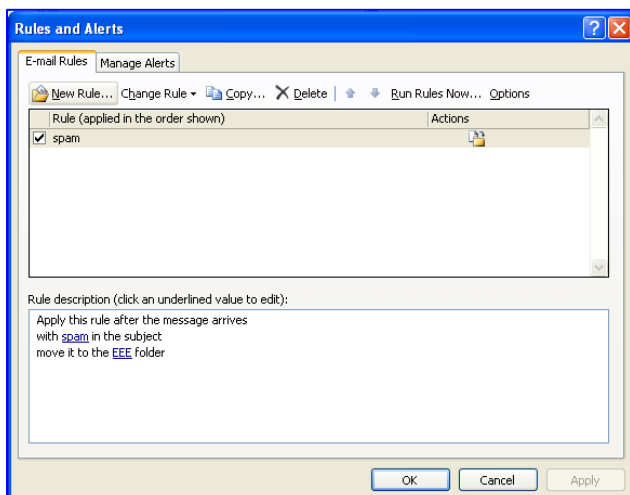 Rules and Alerts
E-mail Rules Manage Alerts
New Rule... Change Rule Copy... Delete Run Rules Now... Options
Rule (applied in the order shown) Actions
spam
Rule description (click an underlined value to edit):
Apply this rule after the message arrives
with spam in the subject
move it to the EEE folder
OK Cancel Apply